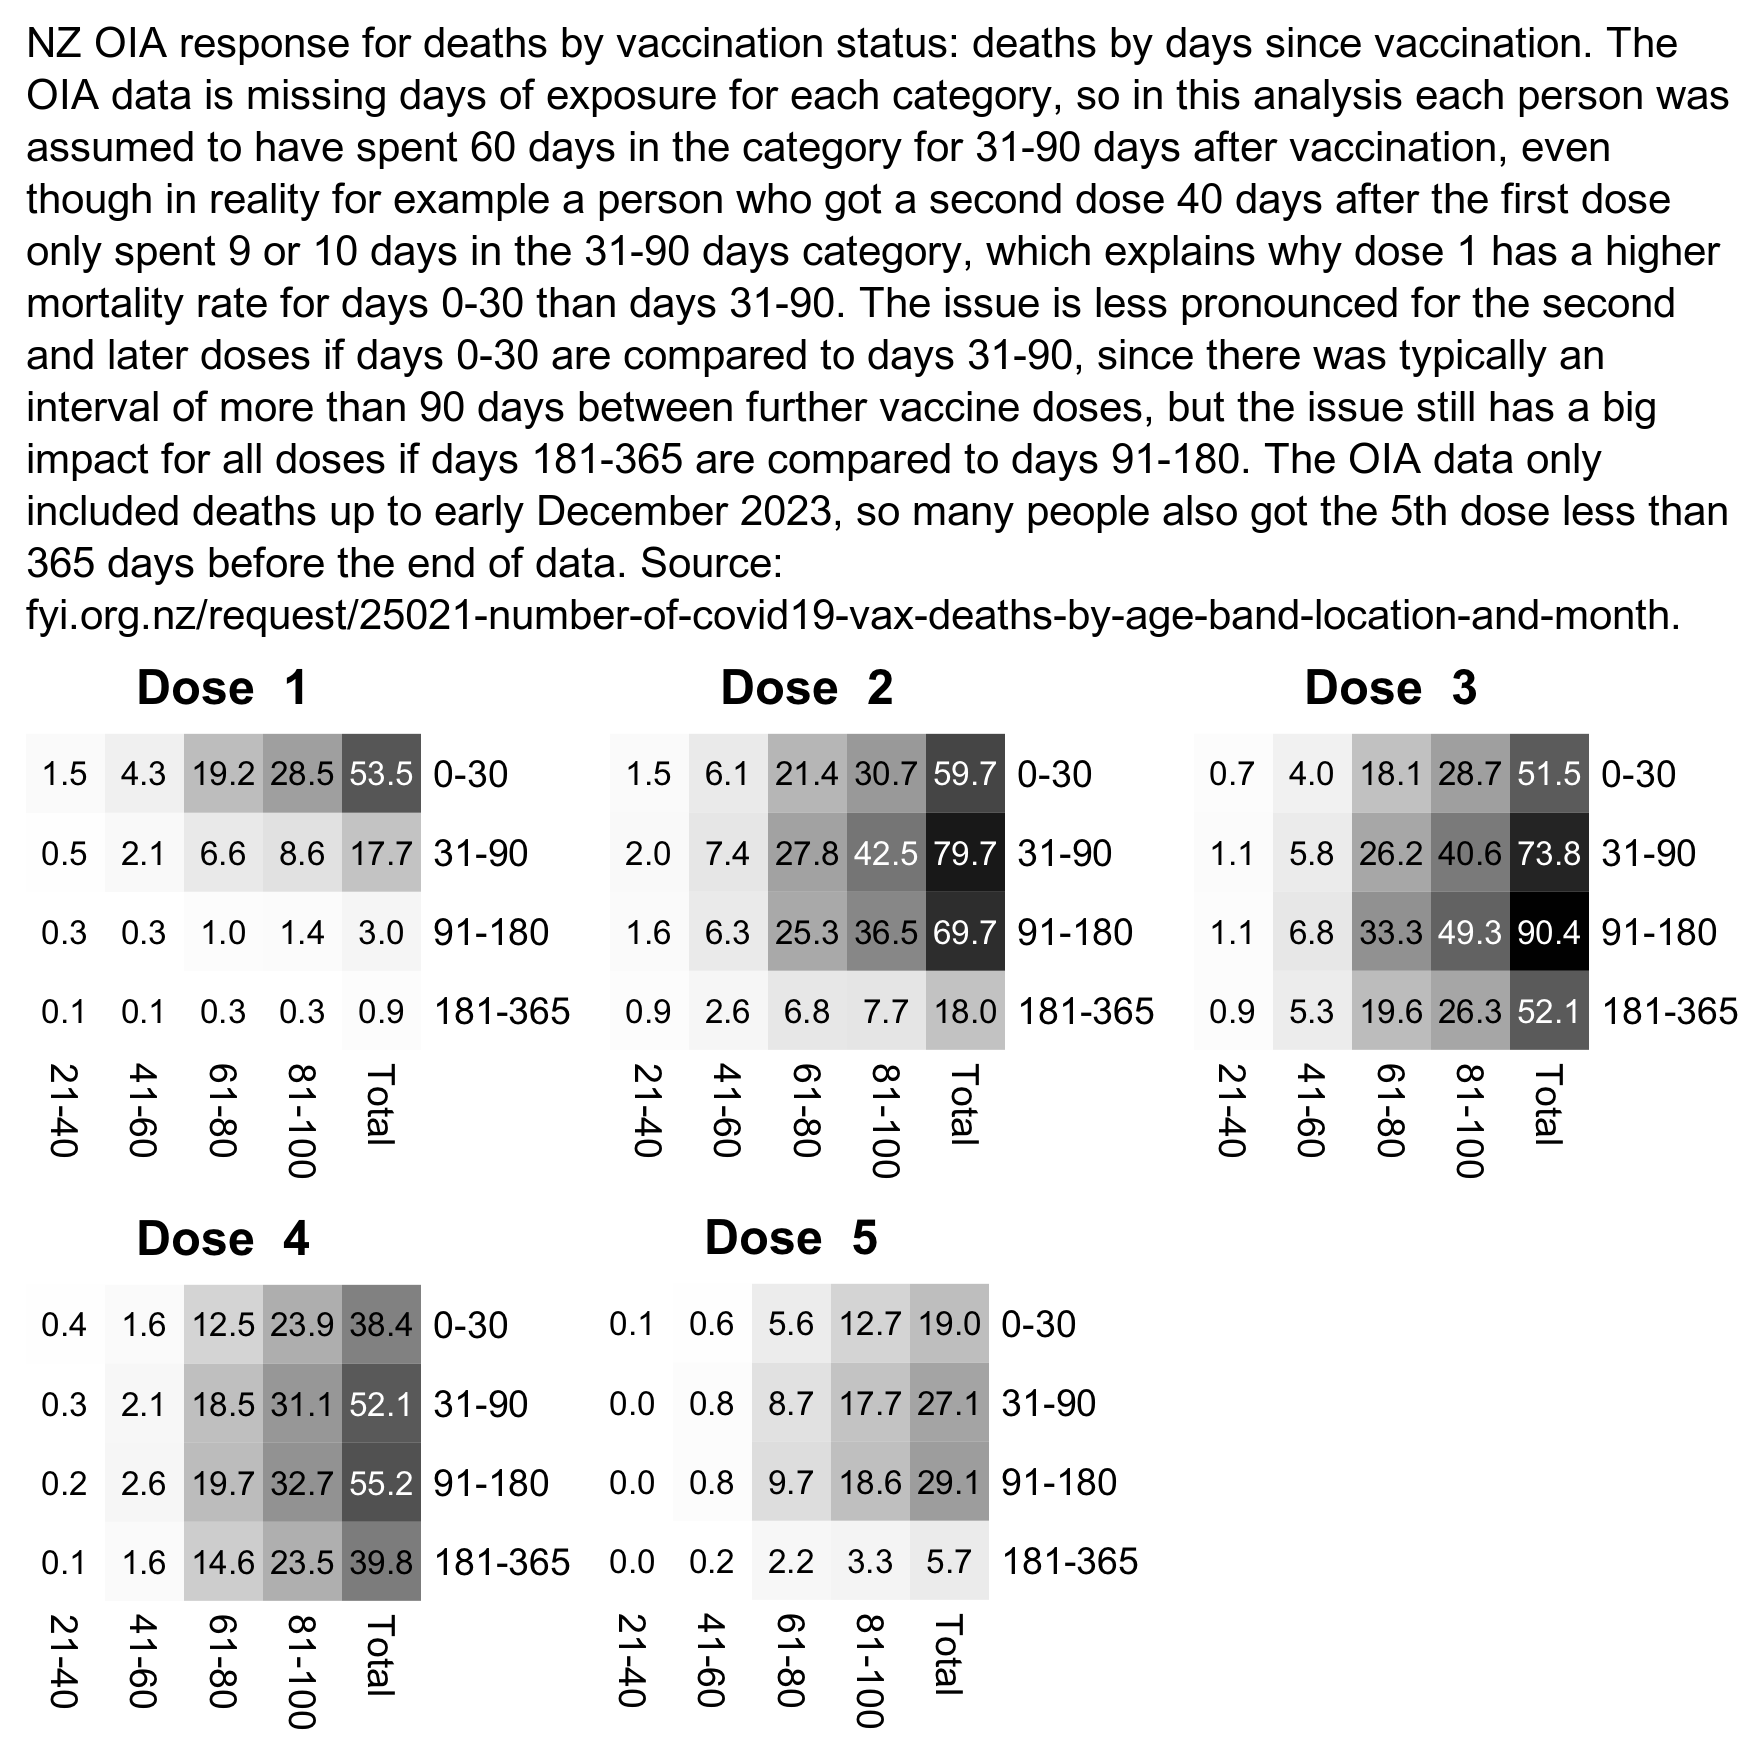 NZ OIA response for deaths by vaccination status: deaths by days since vaccination. The
OIA data is missing days of exposure for each category, so in this analysis each person was
assumed to have spent 60 days in the category for 31-90 days after vaccination, even
though in reality for example a person who got a second dose 40 days after the first dose
only spent 9 or 10 days in the 31-90 days category, which explains why dose 1 has a higher
mortality rate for days 0-30 than days 31-90. The issue is less pronounced for the second
and later doses if days 0-30 are compared to days 31-90, since there was typically an
interval of more than 90 days between further vaccine doses, but the issue still has a big
impact for all doses if days 181-365 are compared to days 91-180. The OIA data only
included deaths up to early December 2023, so many people also got the 5th dose less than
365 days before the end of data. Source:
fyi.org.nz/request/25021-number-of-covid19-vax-deaths-by-age-band-location-and-month.
Dose 1
1.5 4.3 19.2 28.5 53.5 0-30
0.5 2.1 6.6 8.6 17.7 31-90
0.3 0.3 1.0 1.4 3.0 91-180
0.1 0.1 0.3 0.3 0.9 181-365
21-40 41-60 61-80 81-100 Total
Dose 2
1.5 6.1 21.4 30.7 59.7 0-30
2.0 7.4 27.8 42.5 79.7 31-90
1.6 6.3 25.3 36.5 69.7 91-180
0.9 2.6 6.8 7.7 18.0 181-365
21-40 41-60 61-80 81-100 Total
Dose 3
0.7 4.0 18.1 28.7 51.5 0-30
1.1 5.8 26.2 40.6 73.8 31-90
1.1 6.8 33.3 49.3 90.4 91-180
0.9 5.3 19.6 26.3 52.1 181-365
21-40 41-60 61-80 81-100 Total
Dose 4
0.4 1.6 12.5 23.9 38.4 0-30
0.3 2.1 18.5 31.1 52.1 31-90
0.2 2.6 19.7 32.7 55.2 91-180
0.1 1.6 14.6 23.5 39.8 181-365
21-40 41-60 61-80 81-100 Total
Dose 5
0.1 0.6 5.6 12.7 19.0 0-30
0.0 0.8 8.7 17.7 27.1 31-90
0.0 0.8 9.7 18.6 29.1 91-180
0.0 0.2 2.2 3.3 5.7 181-365
21-40 41-60 61-80 81-100 Total